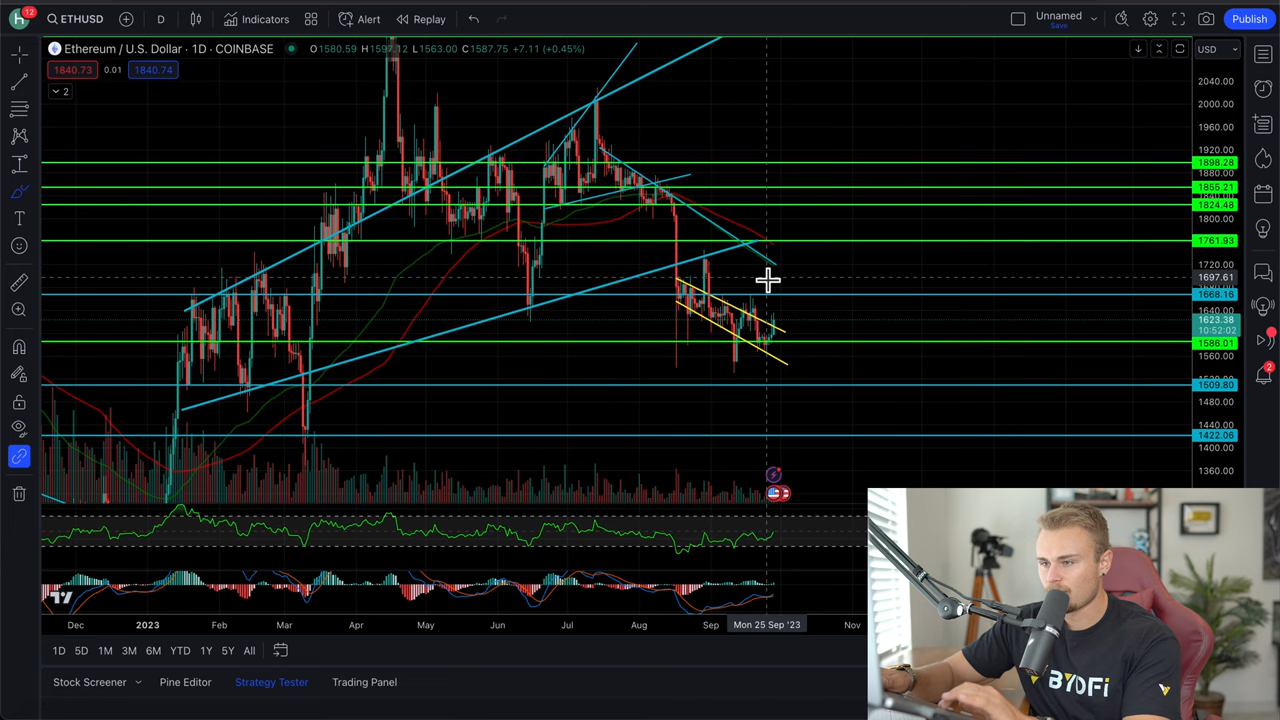 12
ETHUSD
D
Indicators
Alert
Replay
Unnamed
Save
Publish
Ethereum / U.S. Dollar · 1D · COINBASE
O1580.59 H1597.12 L1563.00 C1587.75 +7.11 (+0.45%)
USD
1840.73 0.01 1840.74
2
2040.00
2000.00
1960.00
1920.00
1898.28
1880.00
1855.21
1824.48
1800.00
1761.93
1720.00
1697.61
1668.16
1640.00
1623.38
10:52:02
1586.01
1560.00
1509.80
1480.00
1440.00
1422.06
1400.00
1360.00
2
Dec 2023 Feb Mar Apr May Jun Jul Aug Sep Mon 25 Sep '23 Nov
1D 5D 1M 3M 6M YTD 1Y 5Y All
Stock Screener Pine Editor Strategy Tester Trading Panel
BYDFi